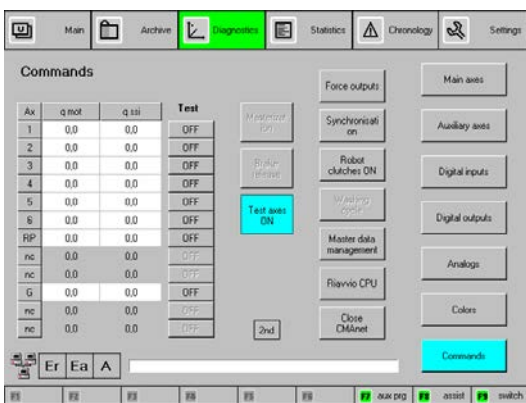 Main Archive Diagnostics Statistics Chronology Settings
Commands
Ax q mot q ssi Test
1 0,0 0,0 OFF
2 0,0 0,0 OFF
3 0,0 0,0 OFF
4 0,0 0,0 OFF
5 0,0 0,0 OFF
6 0,0 0,0 OFF
RP 0,0 0,0 OFF
nc 0,0 0,0 OFF
nc 0,0 0,0 OFF
G 0,0 0,0 OFF
nc 0,0 0,0 OFF
nc 0,0 0,0 OFF
Test axes
ON
2nd
Force outputs
Synchronisati
on
Robot
clutches ON
Washing
cycle
Master data
management
Riavvio CPU
Close
CMAnet
Main axes
Auxiliary axes
Digital inputs
Digital outputs
Analogs
Colors
Commands
Er Ea A
F1 F2 F3 F4 F5 F6 F7 aux prg F8 assist F9 switch